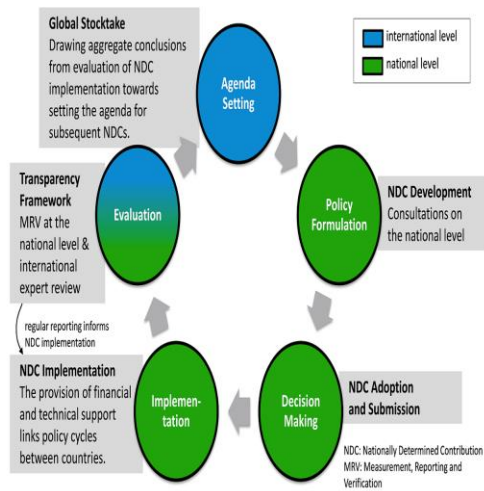 Global Stocktake
Drawing aggregate conclusions
from evaluation of NDC
implementation towards
setting the agenda for
subsequent NDCs.
international level
national level
Agenda
Setting
Transparency
Framework
MRV at the
national level &
international
expert review
Evaluation
Policy
Formulation
NDC Development
Consultations on
the national level
regular reporting informs
NDC implementation
NDC Implementation
The provision of financial
and technical support
links policy cycles
between countries.
Implemen-
tation
Decision
Making
NDC Adoption
and Submission
NDC: Nationally Determined Contribution
MRV: Measurement, Reporting and
Verification